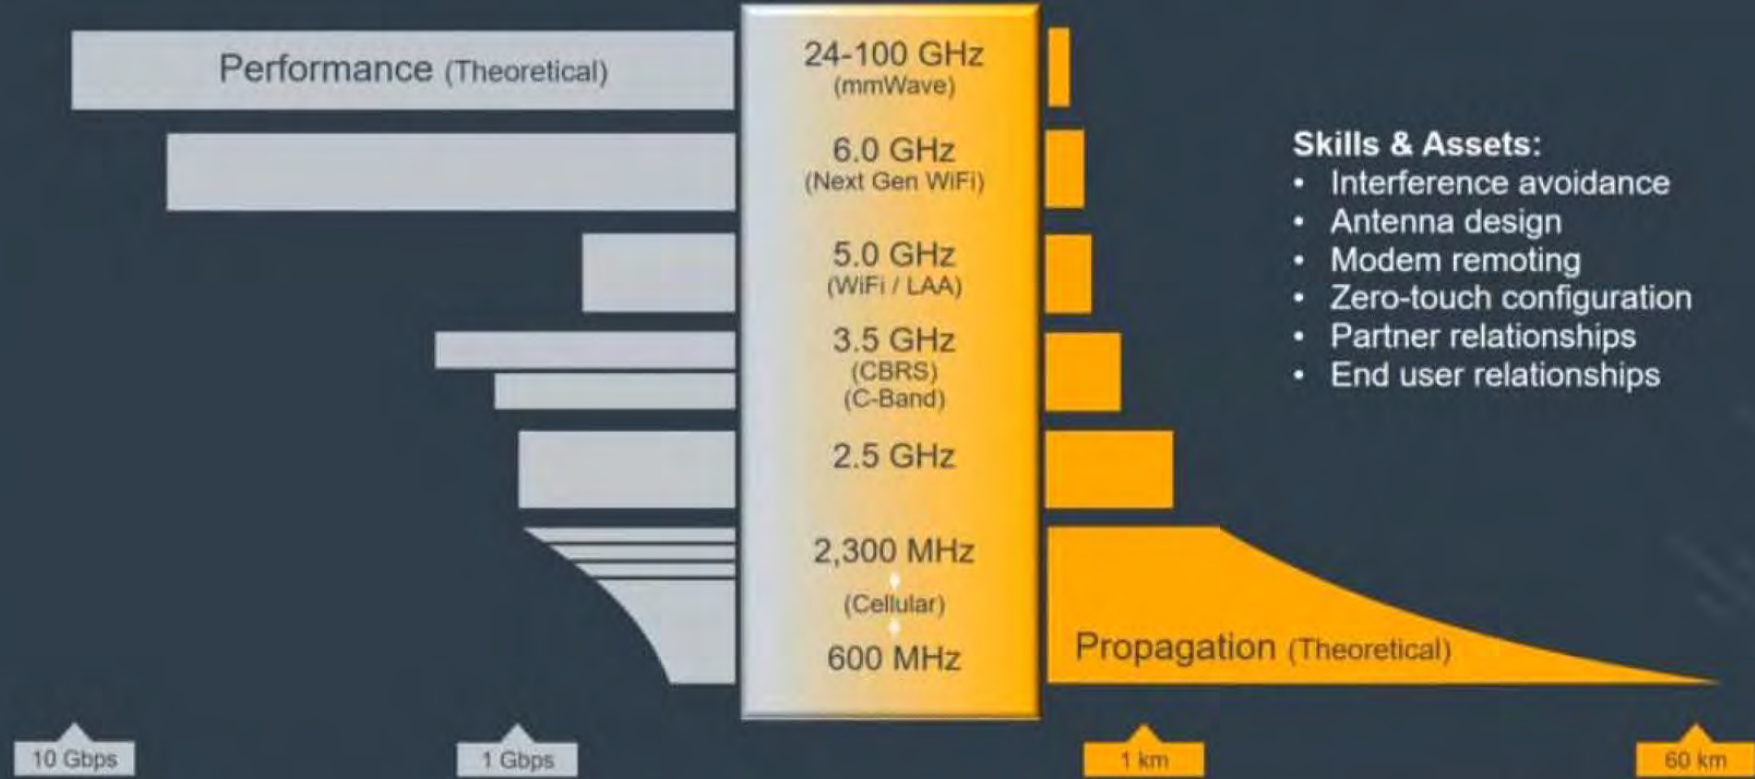 Performance (Theoretical)
24-100 GHz
(mmWave)
6.0 GHz
(Next Gen WiFi)
5.0 GHz
(WiFi / LAA)
3.5 GHz
(CBRS)
(C-Band)
2.5 GHz
2,300 MHz
(Cellular)
600 MHz
Propagation (Theoretical)
Skills & Assets:
• Interference avoidance
• Antenna design
• Modem remoting
• Zero-touch configuration
• Partner relationships
• End user relationships
10 Gbps
1 Gbps
1 km
60 km